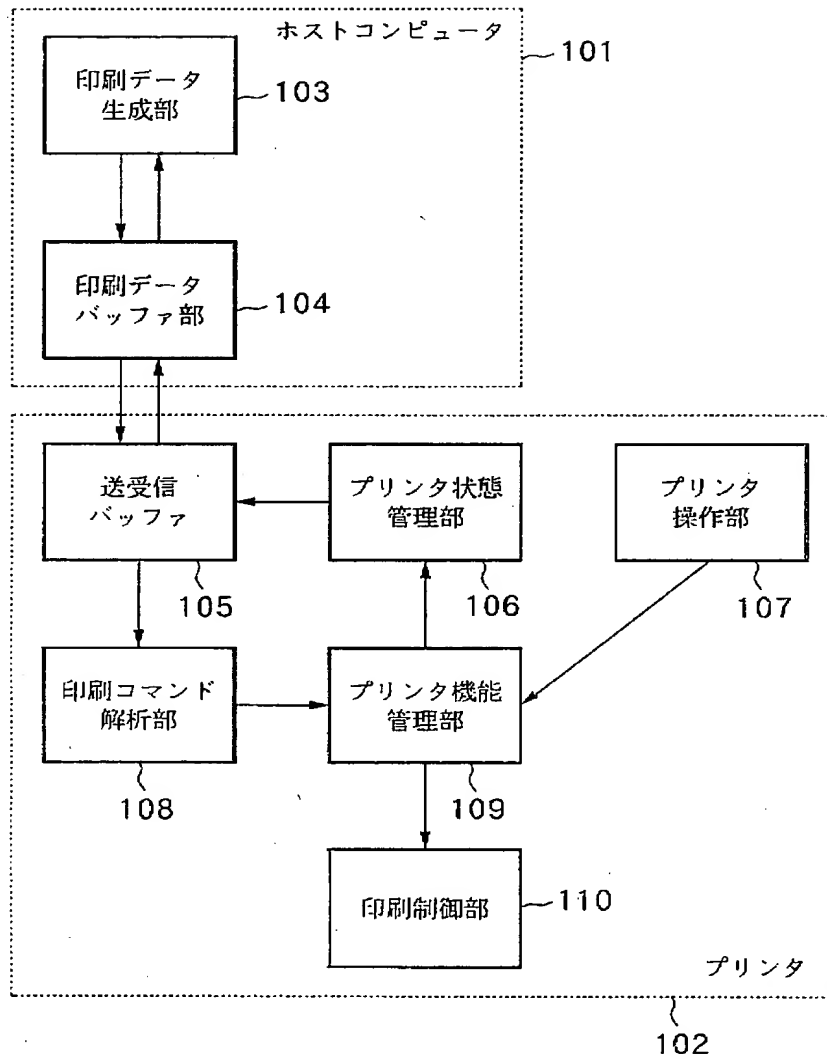 ホストコンピュータ
101
印刷データ
生成部
103
印刷データ
バッファ部
104
送受信
バッファ
105
プリンタ状態
管理部
106
プリンタ
操作部
107
印刷コマンド
解析部
108
プリンタ機能
管理部
109
印刷制御部
110
プリンタ
102